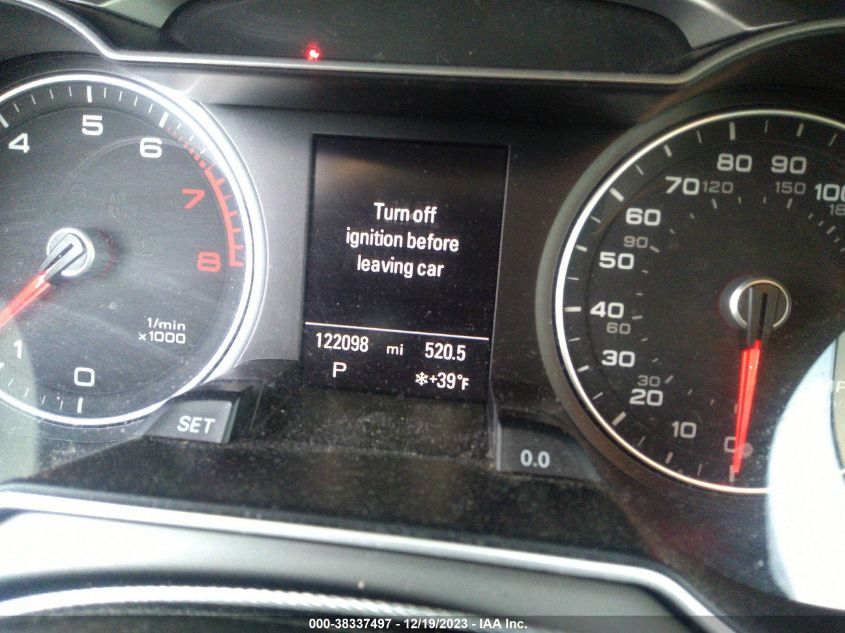 4 5 6 7 8
1/min
x1000
1
0
SET
Turn off
ignition before
leaving car
122098 mi 520.5
P ❄+39°F
0.0
80 90
70 120 150 100
60
90
50
40
60
30
30
20
10 0
000-38337497 - 12/19/2023 - IAA Inc.